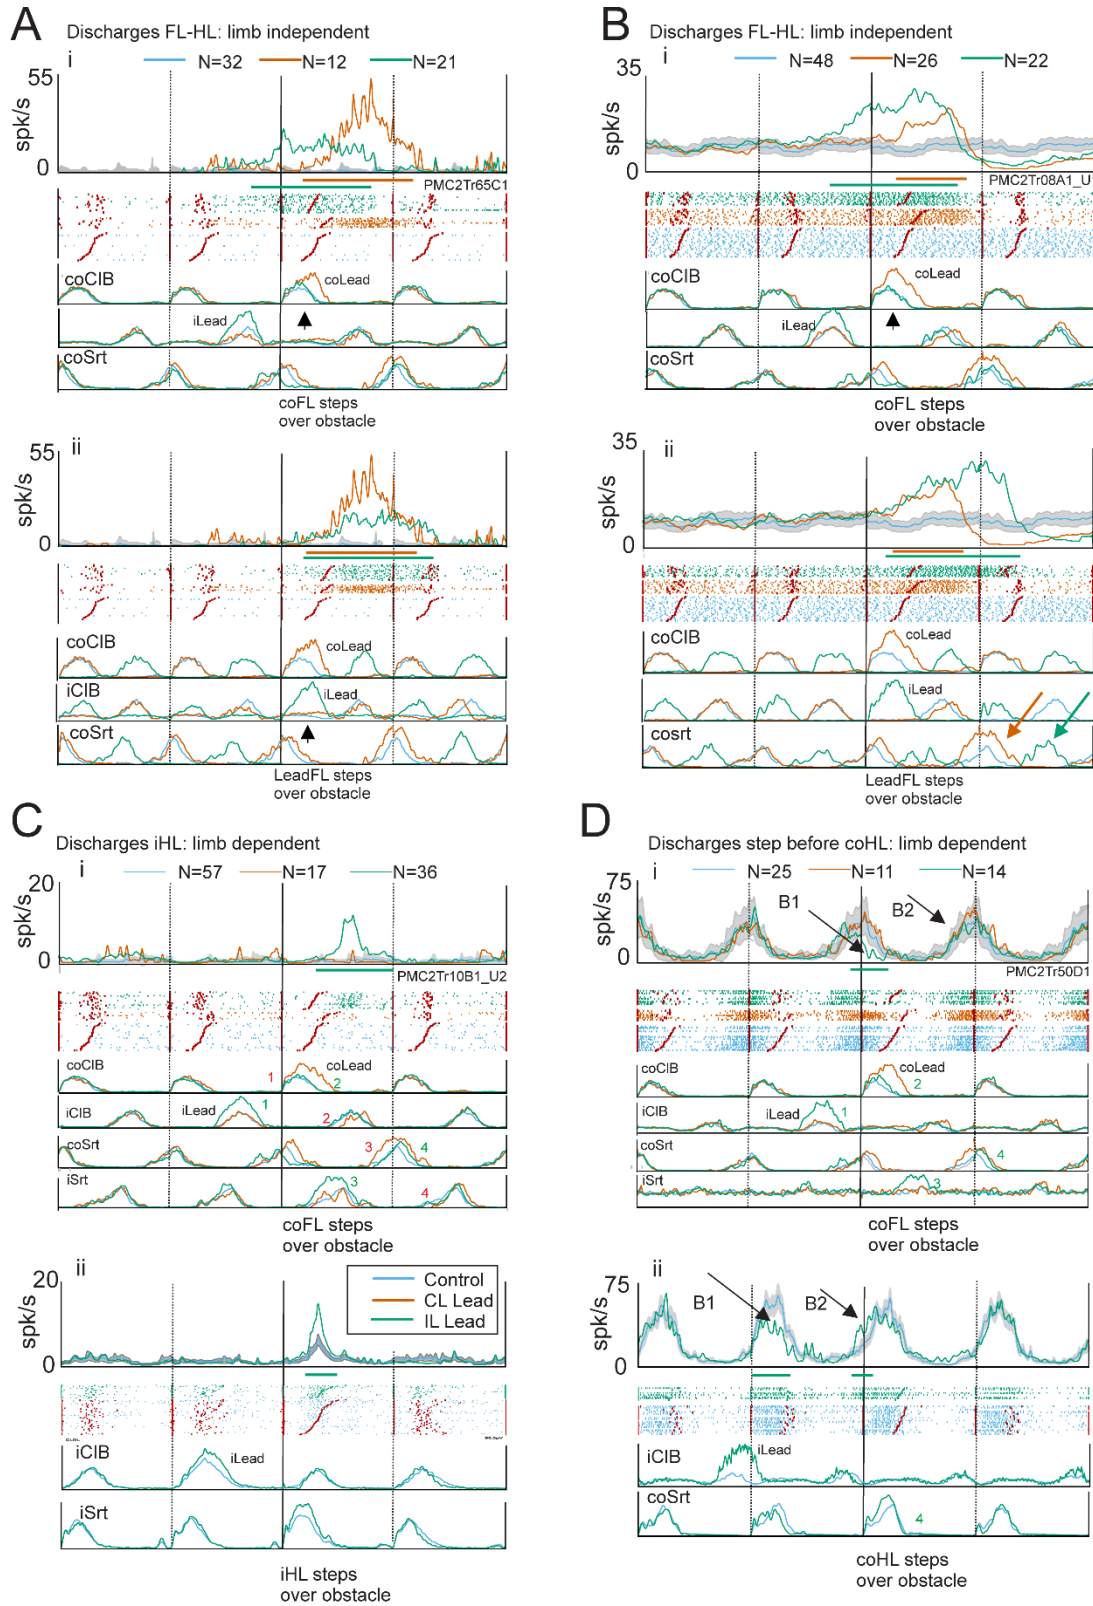 A
Discharges FL-HL: limb independent
i
N=32
N=12
N=21
55
spk/s
0
PMC2Tr65C1
coClB
coLead
iLead
coSrt
coFL steps
over obstacle
ii
55
spk/s
0
coClB
coLead
iClB
iLead
coSrt
LeadFL steps
over obstacle
B
Discharges FL-HL: limb independent
i
N=48
N=26
N=22
35
spk/s
0
PMC2Tr08A1_U1
coClB
coLead
iLead
coSrt
coFL steps
over obstacle
ii
35
spk/s
0
coClB
coLead
iLead
cosrt
LeadFL steps
over obstacle
C
Discharges iHL: limb dependent
i
N=57
N=17
N=36
20
spk/s
0
PMC2Tr10B1_U2
coClB
1
coLead
2
iClB
iLead
1
2
coSrt
3
4
iSrt
3
4
coFL steps
over obstacle
ii
20
spk/s
0
Control
CL Lead
IL Lead
iClB
iLead
iSrt
iHL steps
over obstacle
D
Discharges step before coHL: limb dependent
i
N=25
N=11
N=14
75
spk/s
0
B1
B2
PMC2Tr50D1
coClB
coLead
2
iClB
iLead
1
coSrt
4
iSrt
3
coFL steps
over obstacle
ii
75
spk/s
0
B1
B2
iClB
iLead
coSrt
4
coHL steps
over obstacle